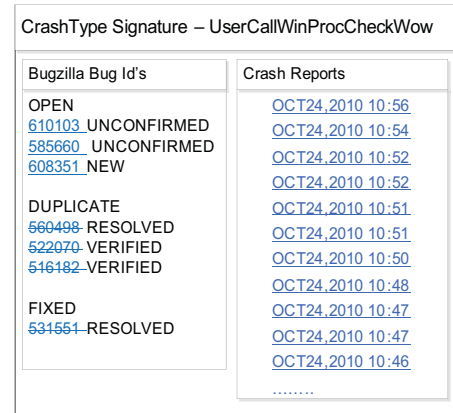 CrashType Signature – UserCallWinProcCheckWow
Bugzilla Bug Id's
OPEN
610103 UNCONFIRMED
585660 UNCONFIRMED
608351 NEW
DUPLICATE
560498 RESOLVED
522070 VERIFIED
516182 VERIFIED
FIXED
531551 RESOLVED
Crash Reports
OCT24,2010 10:56
OCT24,2010 10:54
OCT24,2010 10:52
OCT24,2010 10:52
OCT24,2010 10:51
OCT24,2010 10:51
OCT24,2010 10:50
OCT24,2010 10:48
OCT24,2010 10:47
OCT24,2010 10:47
OCT24,2010 10:46
........